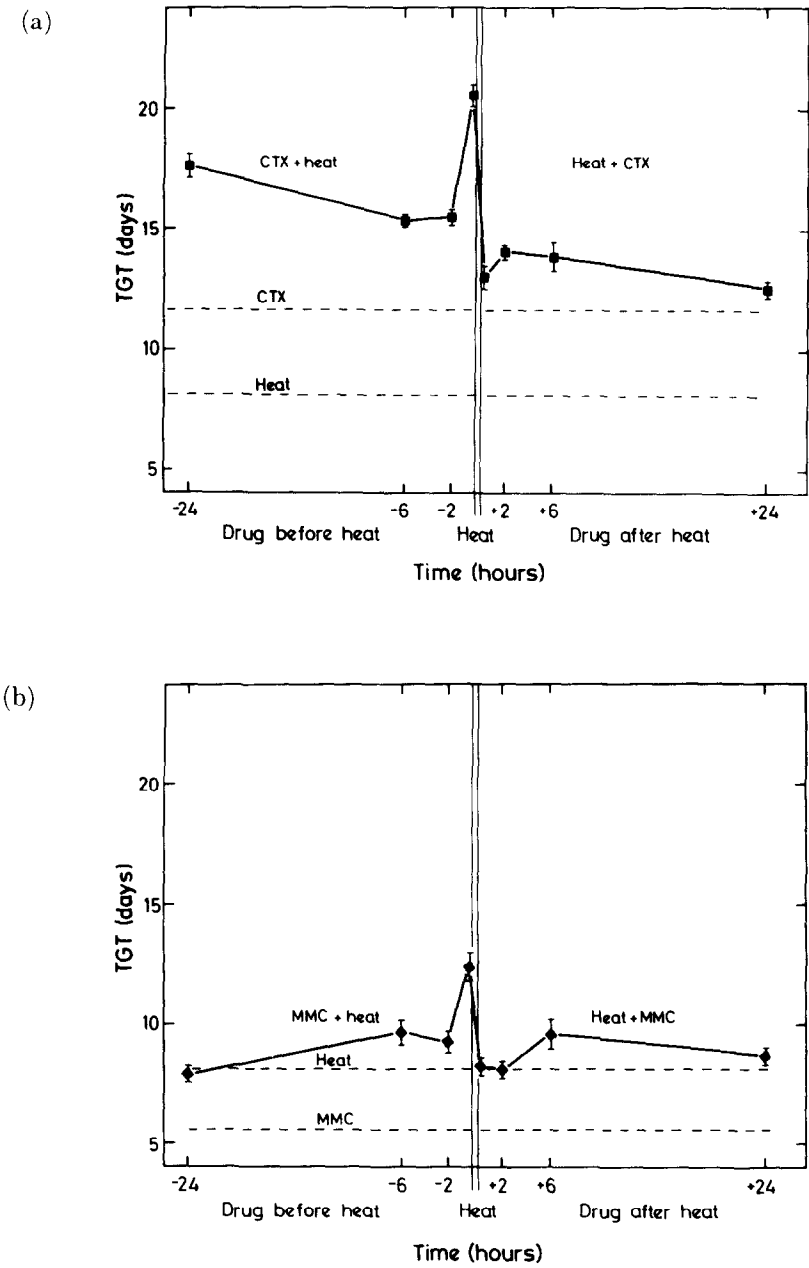 (a)
20
15
10
5
TGT (days)
CTX + heat
Heat + CTX
CTX
Heat
-24 -6 -2 +2 +6 +24
Drug before heat Heat Drug after heat
Time (hours)
(b)
20
15
10
5
TGT (days)
MMC + heat
Heat + MMC
Heat
MMC
-24 -6 -2 +2 +6 +24
Drug before heat Heat Drug after heat
Time (hours)